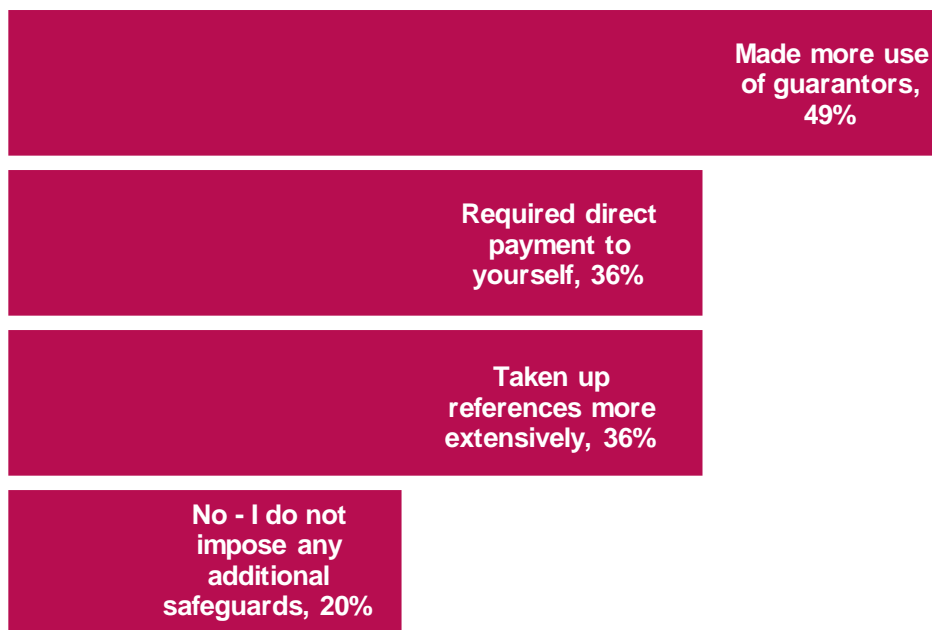 Made more use
of guarantors,
49%
Required direct
payment to
yourself, 36%
Taken up
references more
extensively, 36%
No - I do not
impose any
additional
safeguards, 20%